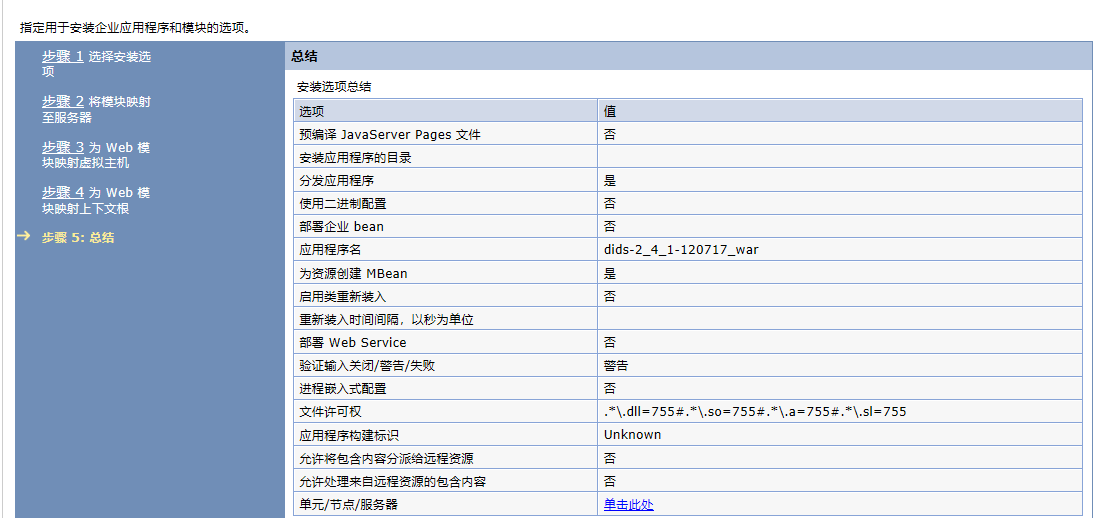 指定用于安装企业应用程序和模块的选项。
步骤 1 选择安装选
项
步骤 2 将模块映射
至服务器
步骤 3 为 Web 模
块映射虚拟主机
步骤 4 为 Web 模
块映射上下文根
步骤 5: 总结
总结
安装选项总结
选项 值
预编译 JavaServer Pages 文件 否
安装应用程序的目录
分发应用程序 是
使用二进制配置 否
部署企业 bean 否
应用程序名 dids-2_4_1-120717_war
为资源创建 MBean 是
启用类重新装入 否
重新装入时间间隔，以秒为单位
部署 Web Service 否
验证输入关闭/警告/失败 警告
进程嵌入式配置 否
文件许可权 .*\.dll=755#.*\.so=755#.*\.a=755#.*\.sl=755
应用程序构建标识 Unknown
允许将包含内容分派给远程资源 否
允许处理来自远程资源的包含内容 否
单元/节点/服务器 单击此处